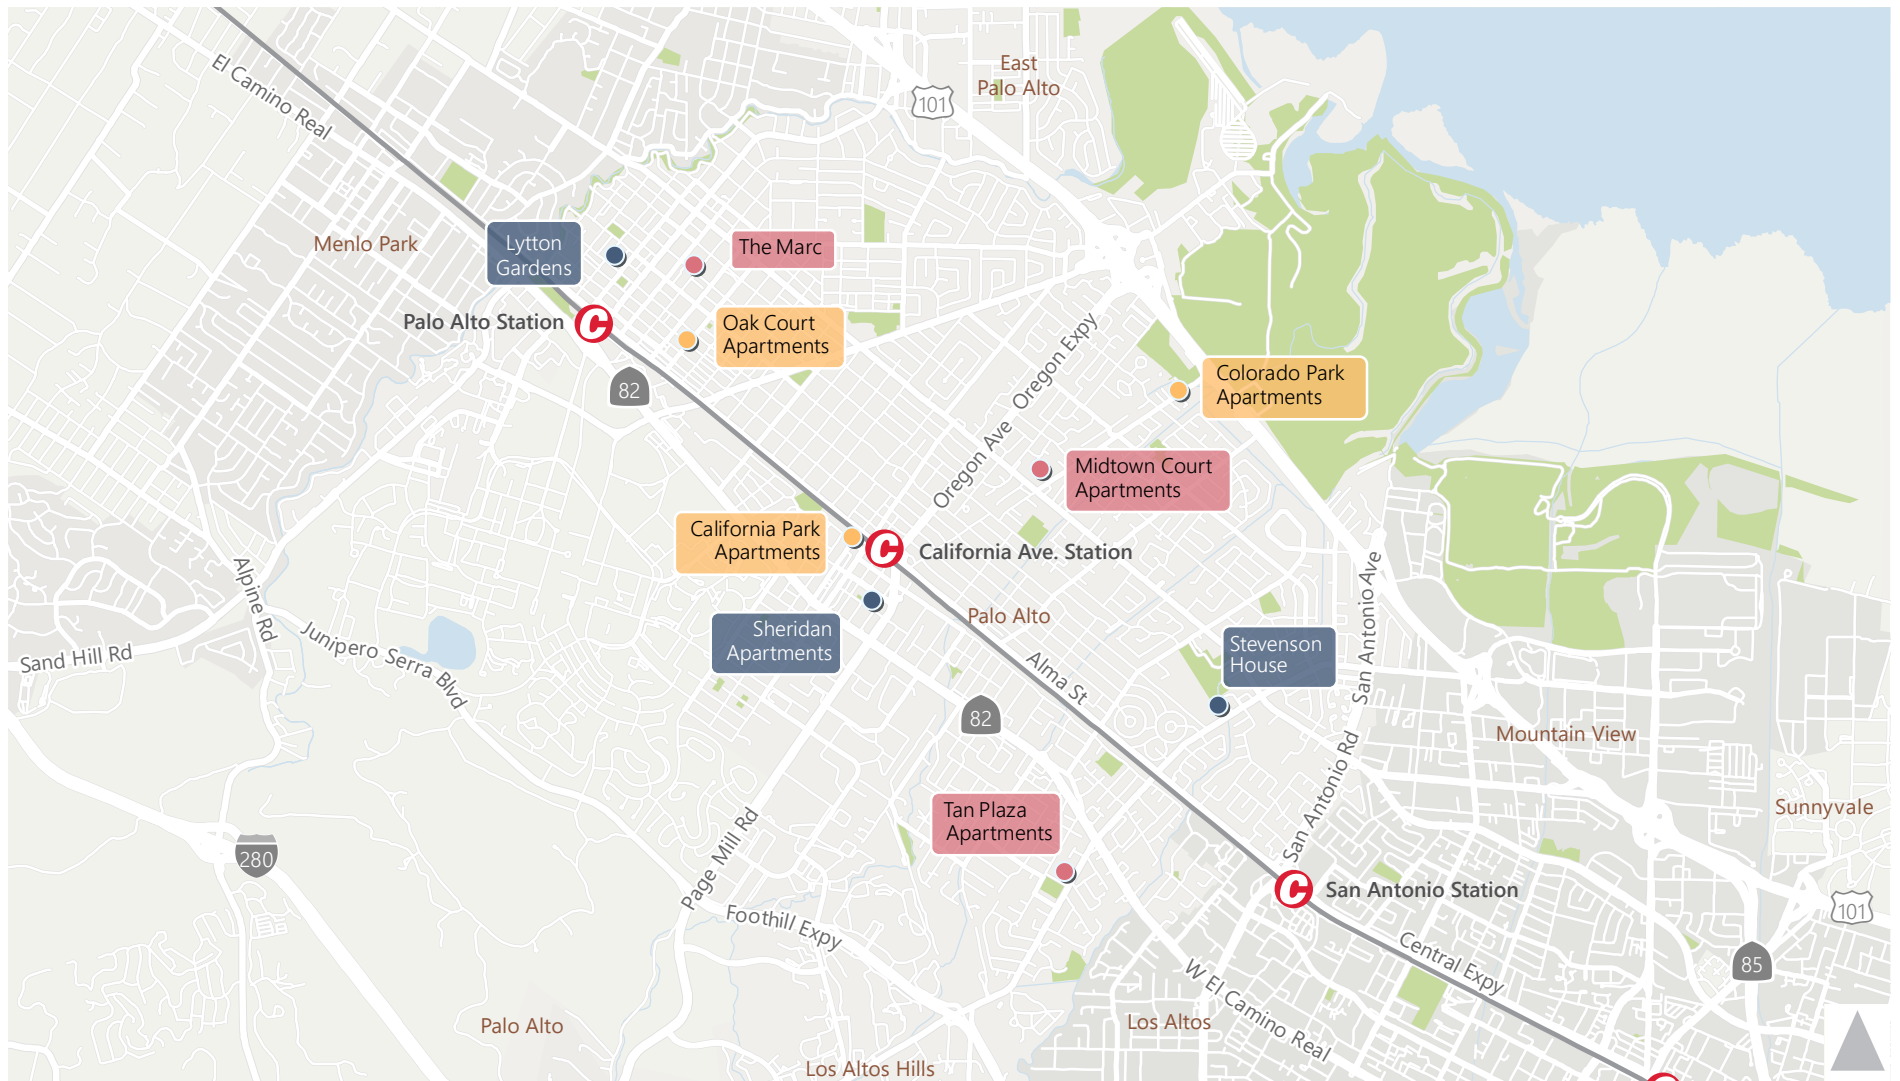 El Camino Real
East
Palo Alto
101
Menlo Park
Lytton
Gardens
The Marc
Palo Alto Station
C
Oak Court
Apartments
82
Oregon Expy
Colorado Park
Apartments
Oregon Ave
Midtown Court
Apartments
California Park
Apartments
C
California Ave. Station
Alpine Rd
San Antonio Ave
Palo Alto
Sheridan
Apartments
Sand Hill Rd
Junipero Serra Blvd
Alma St
Stevenson
House
82
Mountain View
Tan Plaza
Apartments
San Antonio Rd
Sunnyvale
Page Mill Rd
280
C
San Antonio Station
101
Foothill Expy
Central Expy
85
W El Camino Real
Palo Alto
Los Altos
Los Altos Hills